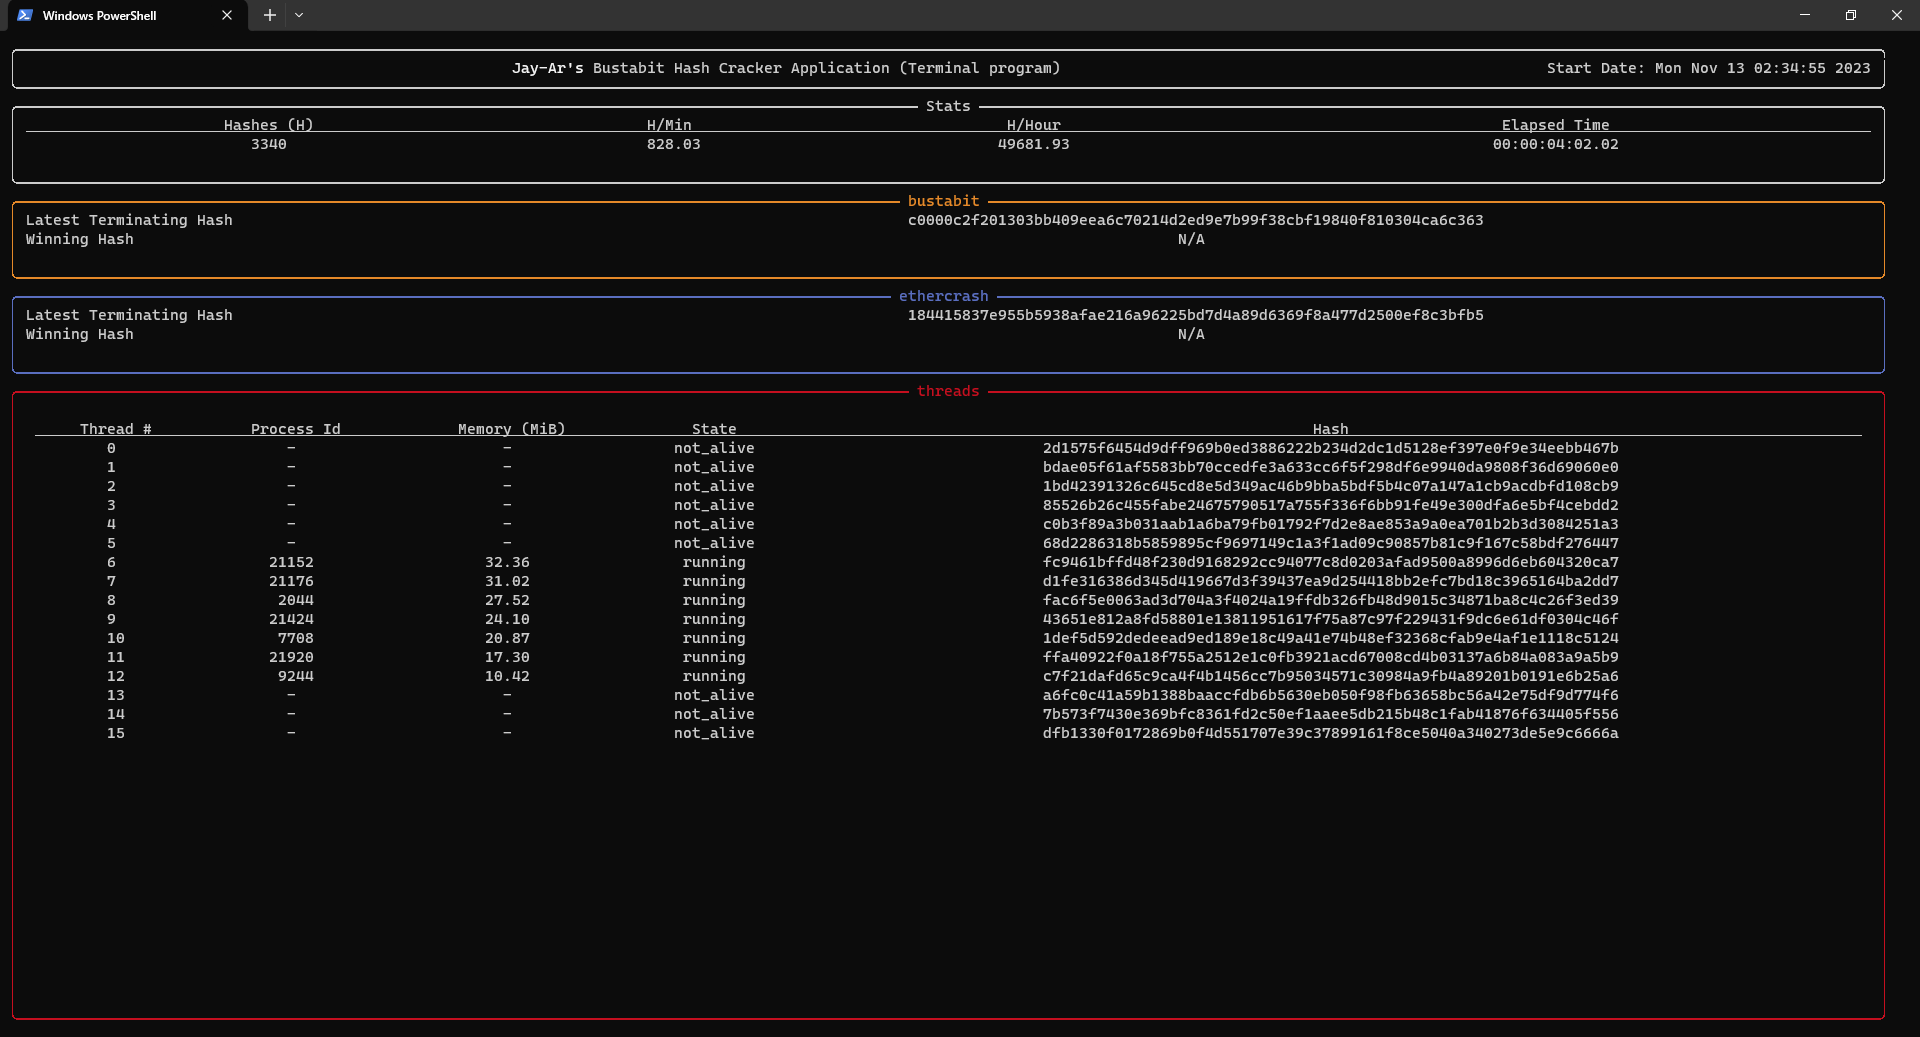 Windows PowerShell
Jay-Ar's Bustabit Hash Cracker Application (Terminal program) Start Date: Mon Nov 13 02:34:55 2023
Stats
Hashes (H) H/Min H/Hour Elapsed Time
3340 828.03 49681.93 00:00:04:02.02
bustabit
Latest Terminating Hash c0000c2f201303bb409eea6c70214d2ed9e7b99f38cbf19840f810304ca6c363
Winning Hash N/A
ethercrash
Latest Terminating Hash 184415837e955b5938afae216a96225bd7d4a89d6369f8a477d2500ef8c3bfb5
Winning Hash N/A
threads
Thread # Process Id Memory (MiB) State Hash
0 - - not_alive 2d1575f6454d9dff969b0ed3886222b234d2dc1d5128ef397e0f9e34eebb467b
1 - - not_alive bdae05f61af5583bb70ccedfe3a633cc6f5f298df6e9940da9808f36d69060e0
2 - - not_alive 1bd42391326c645cd8e5d349ac46b9bba5bdf5b4c07a147a1cb9acdbfd108cb9
3 - - not_alive 85526b26c455fabe24675790517a755f336f6bb91fe49e300dfa6e5bf4cebdd2
4 - - not_alive c0b3f89a3b031aab1a6ba79fb01792f7d2e8ae853a9a0ea701b2b3d3084251a3
5 - - not_alive 68d2286318b5859895cf9697149c1a3f1ad09c90857b81c9f167c58bdf276447
6 21152 32.36 running fc9461bffd48f230d9168292cc94077c8d0203afad9500a8996d6eb604320ca7
7 21176 31.02 running d1fe316386d345d419667d3f39437ea9d254418bb2efc7bd18c3965164ba2dd7
8 2044 27.52 running fac6f5e0063ad3d704a3f4024a19ffdb326fb48d9015c34871ba8c4c26f3ed39
9 21424 24.10 running 43651e812a8fd58801e13811951617f75a87c97f229431f9dc6e61df0304c46f
10 7708 20.87 running 1def5d592dedeead9ed189e18c49a41e74b48ef32368cfab9e4af1e1118c5124
11 21920 17.30 running ffa40922f0a18f755a2512e1c0fb3921acd67008cd4b03137a6b84a083a9a5b9
12 9244 10.42 running c7f21dafd65c9ca4f4b1456cc7b95034571c30984a9fb4a89201b0191e6b25a6
13 - - not_alive a6fc0c41a59b1388baaccfdb6b5630eb050f98fb63658bc56a42e75df9d774f6
14 - - not_alive 7b573f7430e369bfc8361fd2c50ef1aaee5db215b48c1fab41876f634405f556
15 - - not_alive dfb1330f0172869b0f4d551707e39c37899161f8ce5040a340273de5e9c6666a